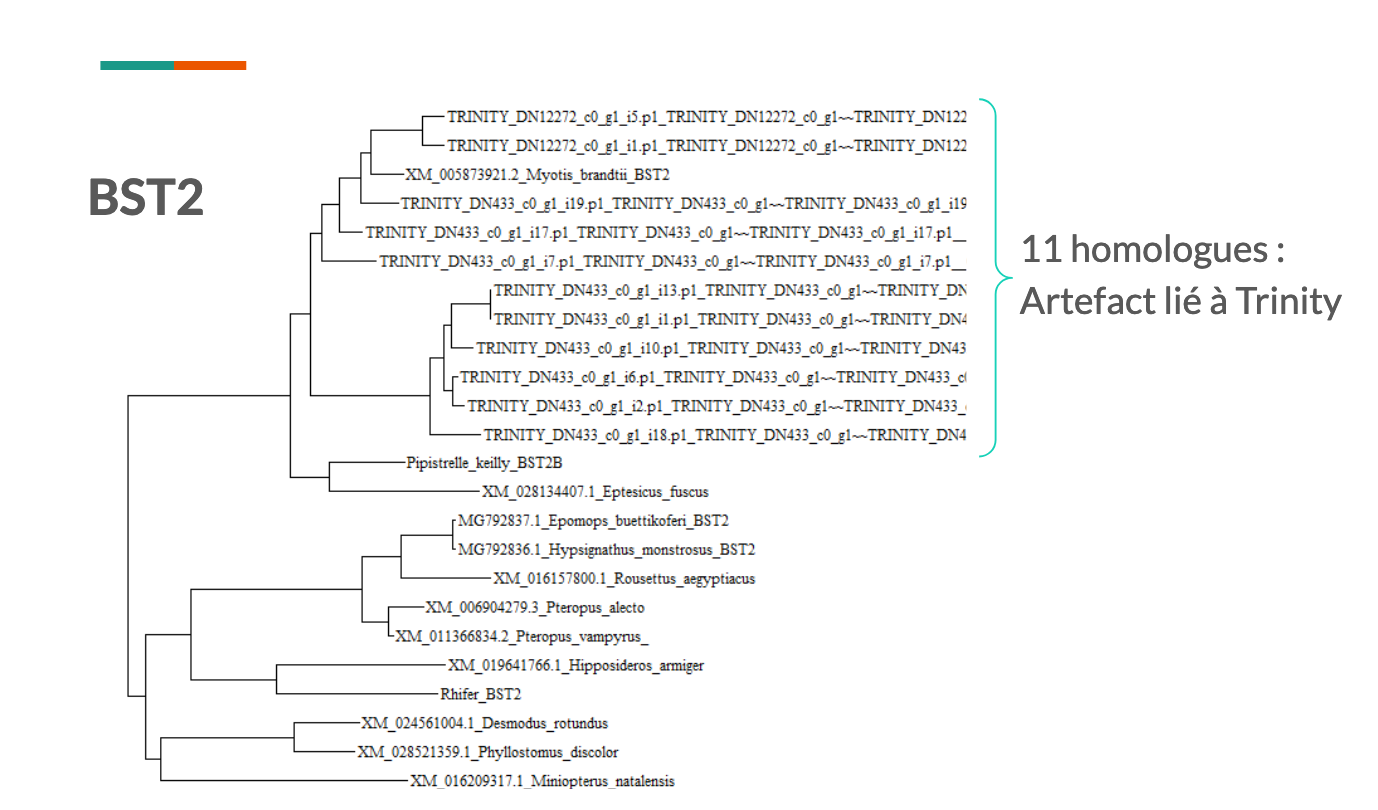 BST2
TRINITY_DN12272_c0_g1_i5.p1_TRINITY_DN12272_c0_g1~~TRINITY_DN122
TRINITY_DN12272_c0_g1_i1.p1_TRINITY_DN12272_c0_g1~~TRINITY_DN122
XM_005873921.2_Myotis_brandtii_BST2
TRINITY_DN433_c0_g1_i19.p1_TRINITY_DN433_c0_g1~~TRINITY_DN433_c0_g1_i19
TRINITY_DN433_c0_g1_i17.p1_TRINITY_DN433_c0_g1~~TRINITY_DN433_c0_g1_i17.p1__
TRINITY_DN433_c0_g1_i7.p1_TRINITY_DN433_c0_g1~~TRINITY_DN433_c0_g1_i7.p1__
TRINITY_DN433_c0_g1_i13.p1_TRINITY_DN433_c0_g1~~TRINITY_DN
TRINITY_DN433_c0_g1_i1.p1_TRINITY_DN433_c0_g1~~TRINITY_DN4
TRINITY_DN433_c0_g1_i10.p1_TRINITY_DN433_c0_g1~~TRINITY_DN43
TRINITY_DN433_c0_g1_i6.p1_TRINITY_DN433_c0_g1~~TRINITY_DN433_c0
TRINITY_DN433_c0_g1_i2.p1_TRINITY_DN433_c0_g1~~TRINITY_DN433_
TRINITY_DN433_c0_g1_i18.p1_TRINITY_DN433_c0_g1~~TRINITY_DN4
Pipistrelle_keilly_BST2B
XM_028134407.1_Eptesicus_fuscus
MG792837.1_Epomops_buettikoferi_BST2
MG792836.1_Hypsignathus_monstrosus_BST2
XM_016157800.1_Rousettus_aegyptiacus
XM_006904279.3_Pteropus_alecto
XM_011366834.2_Pteropus_vampyrus_
XM_019641766.1_Hipposideros_armiger
Rhifer_BST2
XM_024561004.1_Desmodus_rotundus
XM_028521359.1_Phyllostomus_discolor
XM_016209317.1_Miniopterus_natalensis
11 homologues :
Artefact lié à Trinity